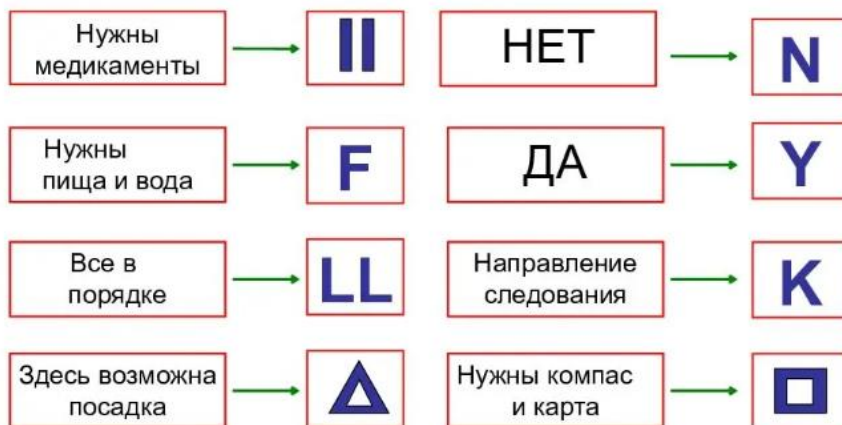 Нужны
медикаменты
II
НЕТ
N
Нужны
пища и вода
F
ДА
Y
Все в
порядке
LL
Направление
следования
K
Здесь возможна
посадка
Нужны компас
и карта